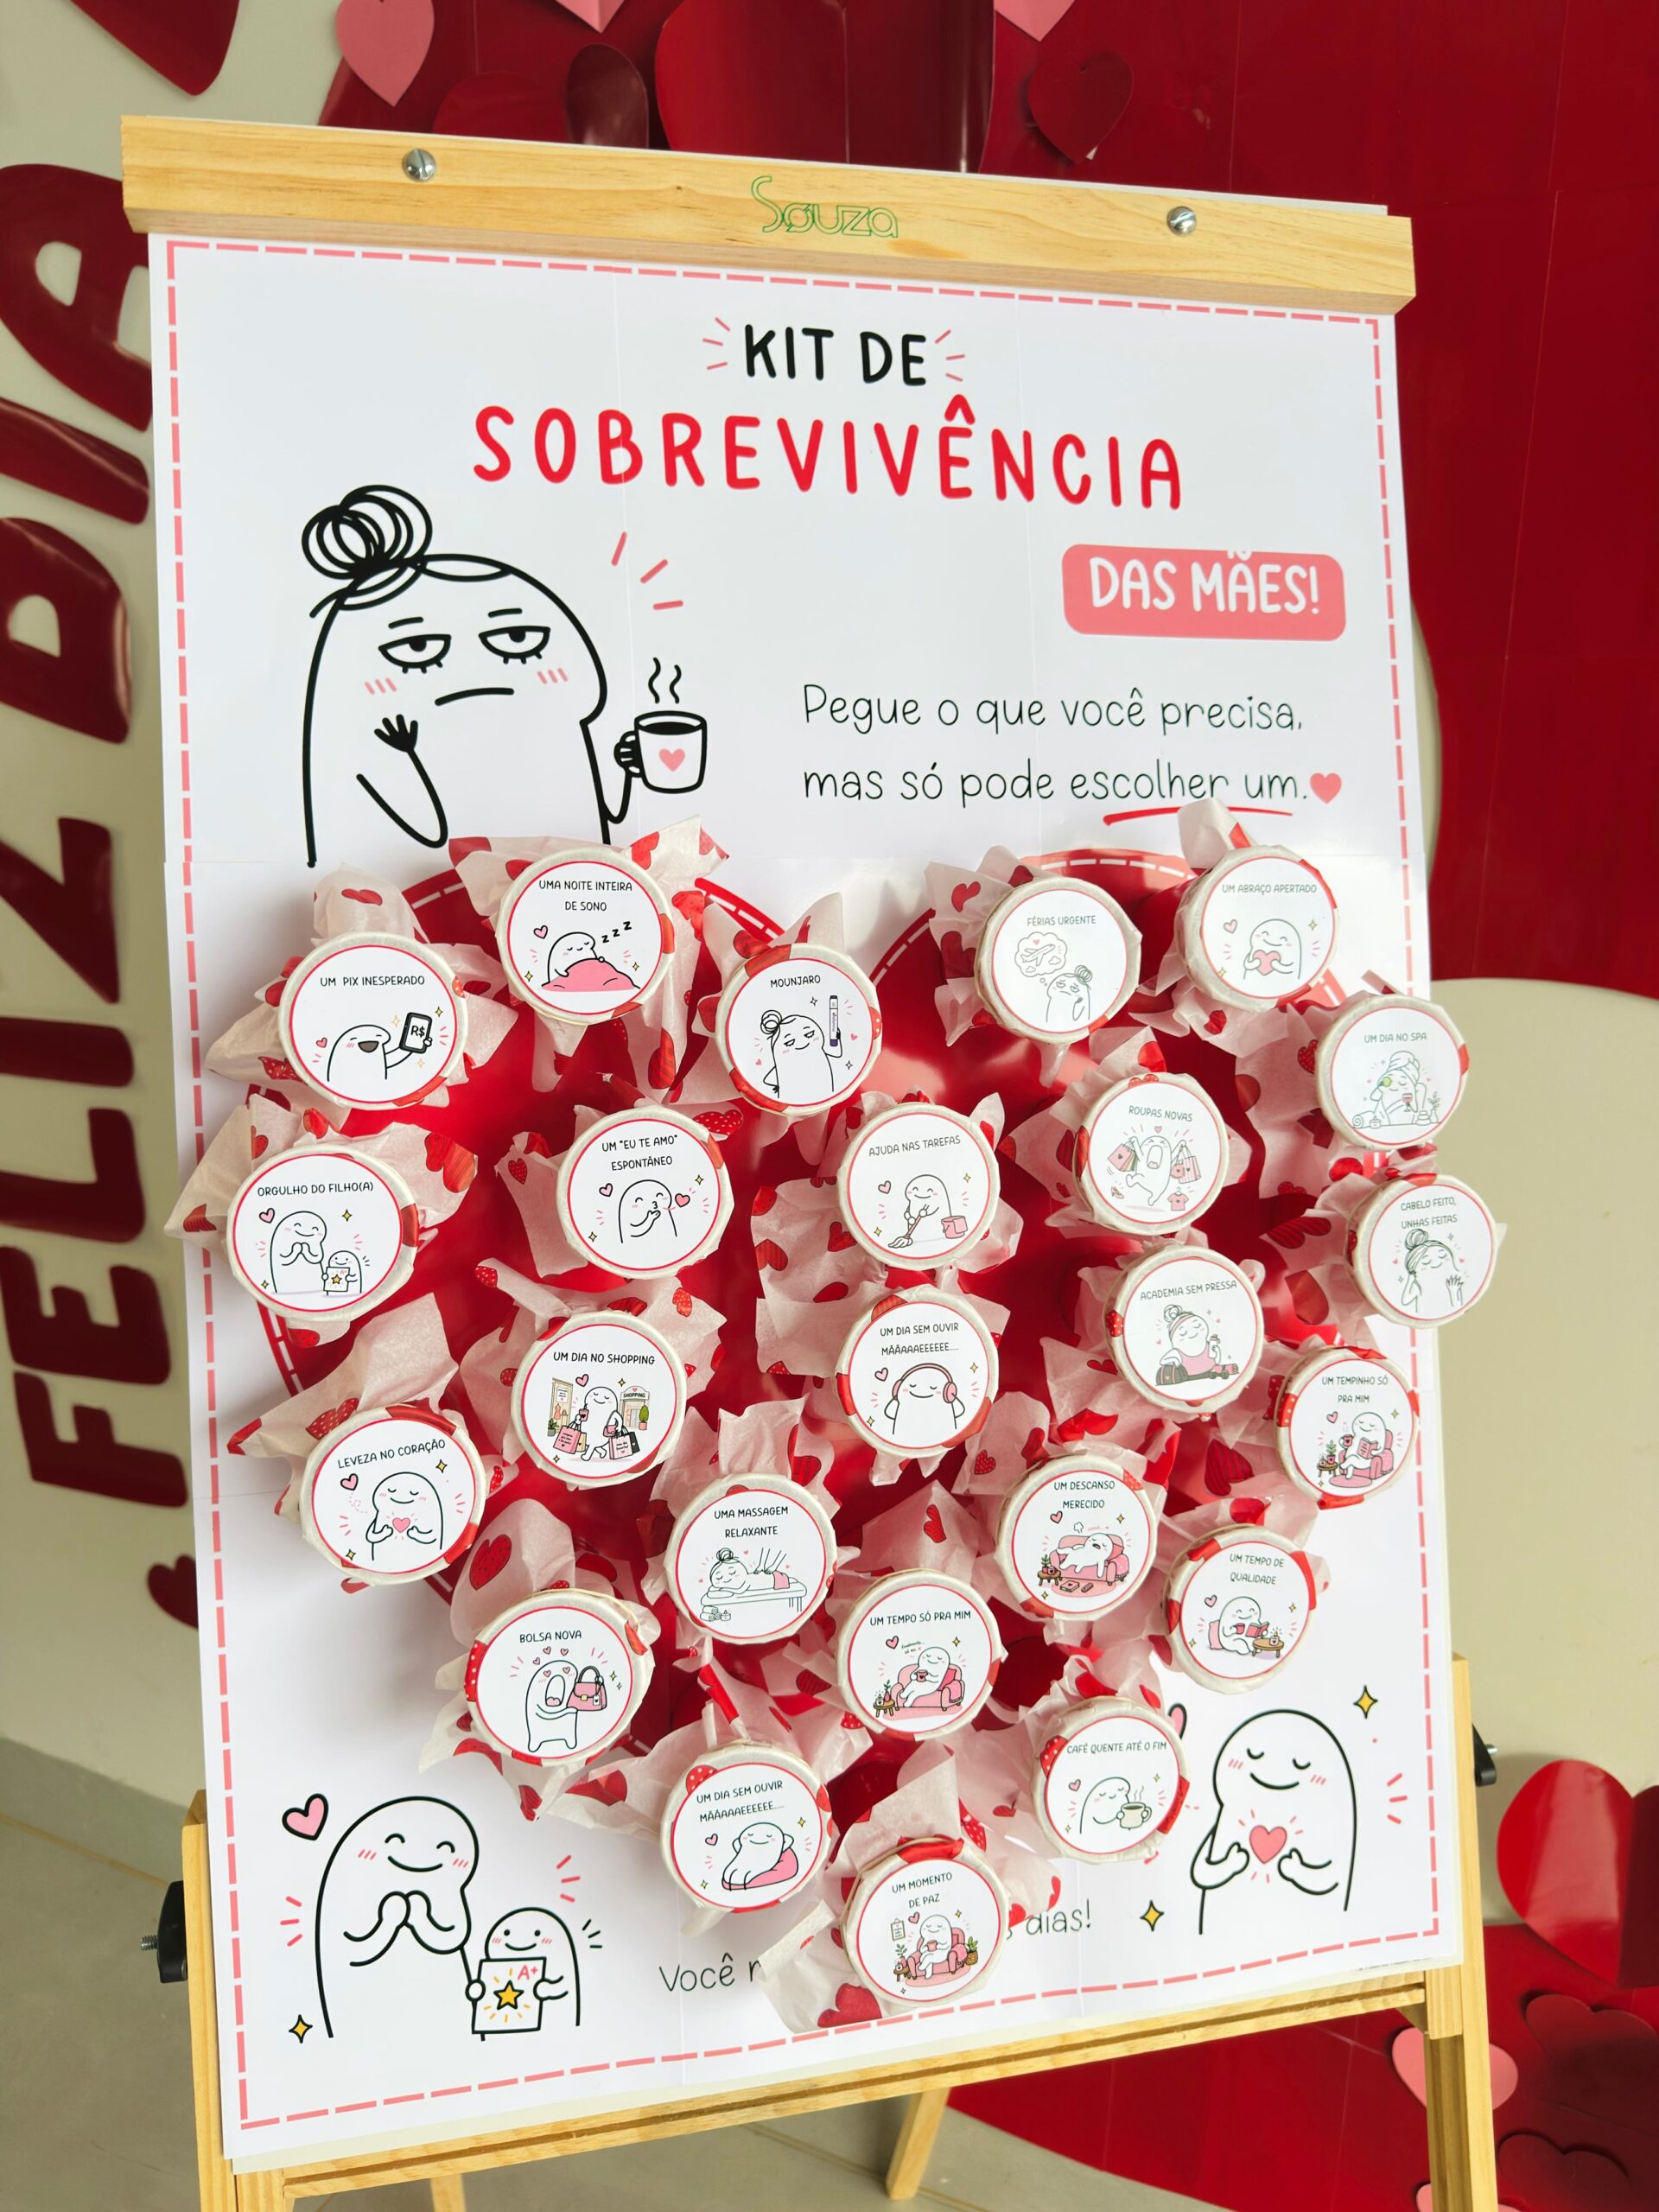 FELIZ DIA
Souza
KIT DE
SOBREVIVÊNCIA
DAS MÃES!
Pegue o que você precisa,
mas só pode escolher um.
UMA NOITE INTEIRA
DE SONO
UM ABRAÇO APERTADO
FÉRIAS URGENTE
UM PIX INESPERADO
R$
MOUNJARO
UM DIA NO SPA
ROUPAS NOVAS
UM "EU TE AMO"
ESPONTÂNEO
AJUDA NAS TAREFAS
ORGULHO DO FILHO(A)
CABELO FEITO,
UNHAS FEITAS
ACADEMIA SEM PRESSA
UM DIA SEM OUVIR
MÃÃAAAEEEEEE....
UM DIA NO SHOPPING
SHOPPING
UM TEMPINHO SÓ
PRA MIM
LEVEZA NO CORAÇÃO
UM DESCANSO
MERECIDO
UMA MASSAGEM
RELAXANTE
UM TEMPO DE
QUALIDADE
UM TEMPO SÓ PRA MIM
BOLSA NOVA
CAFÉ QUENTE ATÉ O FIM
UM DIA SEM OUVIR
MÃÃAAAEEEEEE....
UM MOMENTO
DE PAZ
A+
Você
dias!